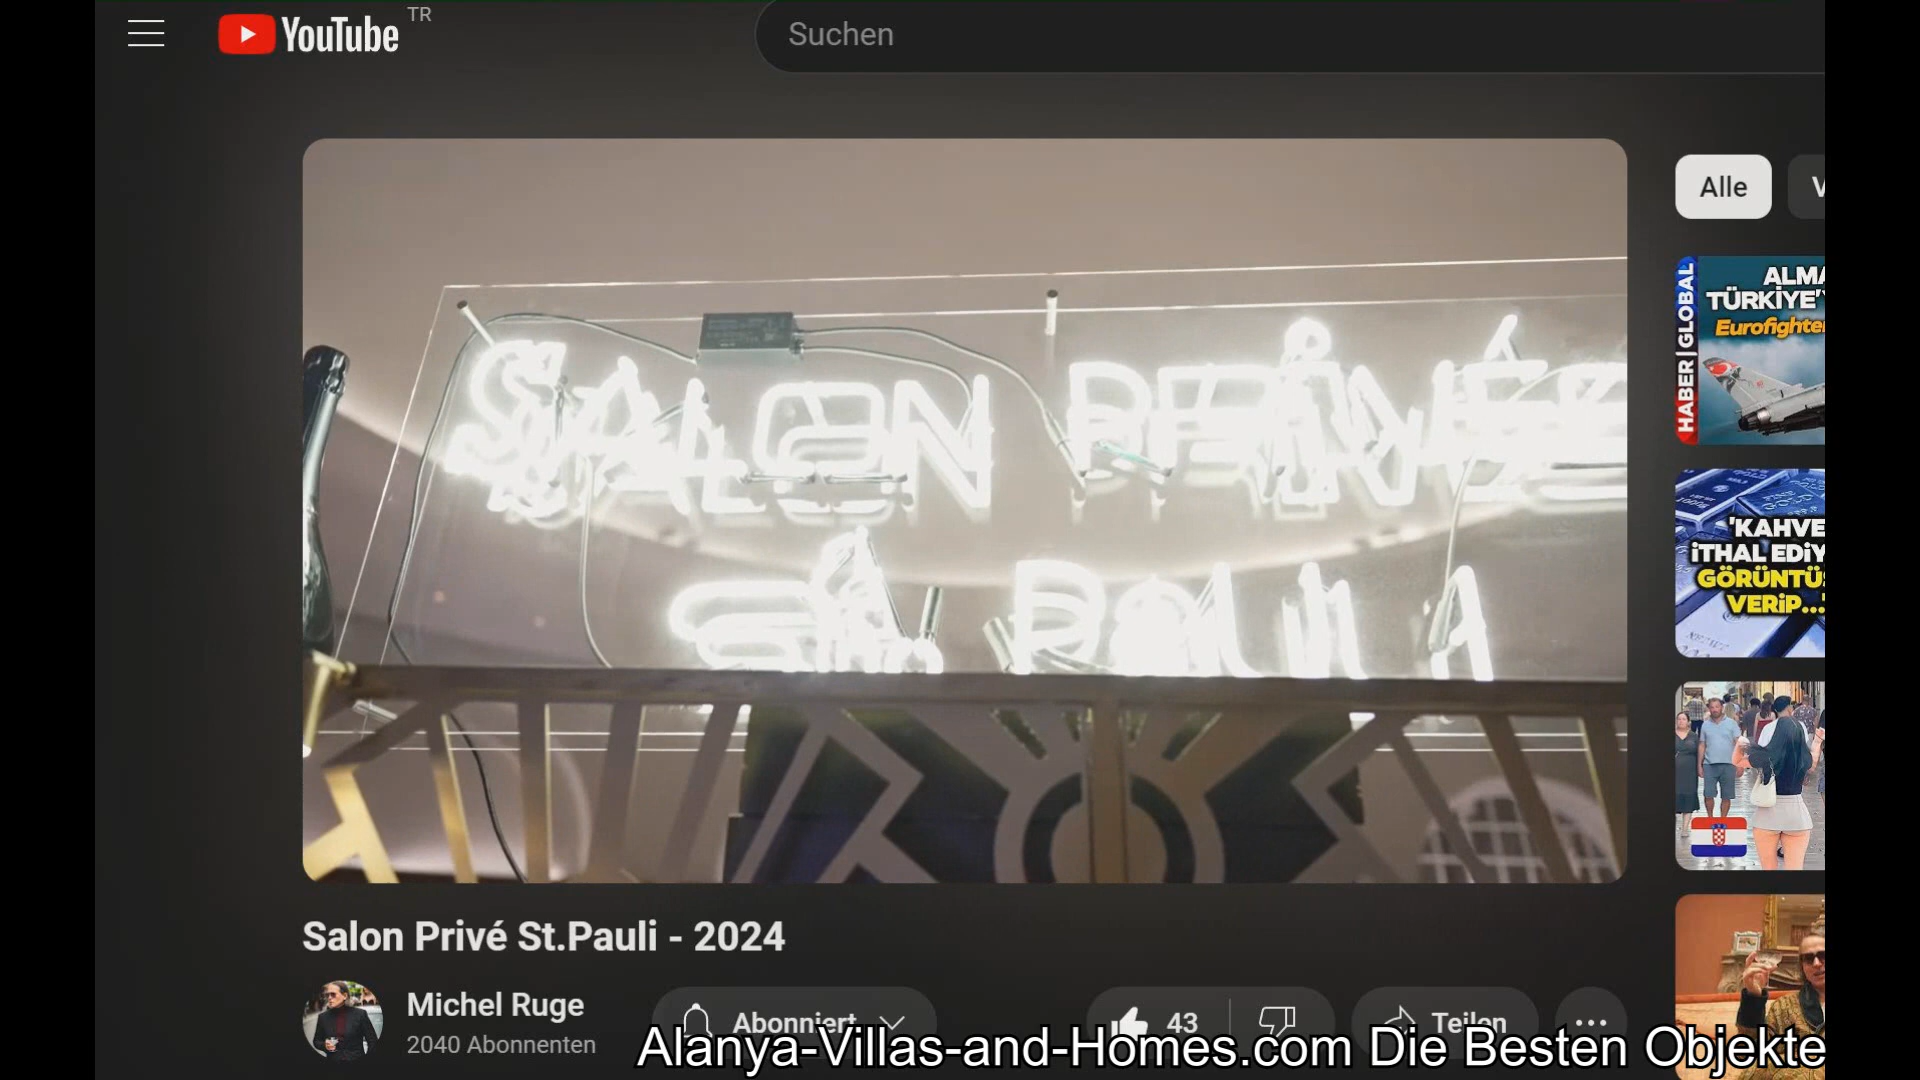 YouTube TR
Suchen
Alle
SALON PRIVÉE
St. PAULI
HABER | GLOBAL
ALMA
TÜRKİYE'
Eurofighte
'KAHVE
İTHAL EDİY
GÖRÜNTÜ
VERİP...'
Salon Privé St.Pauli - 2024
Michel Ruge
2040 Abonnenten
Abonniert
43
Teilen
Alanya-Villas-and-Homes.com Die Besten Objekte